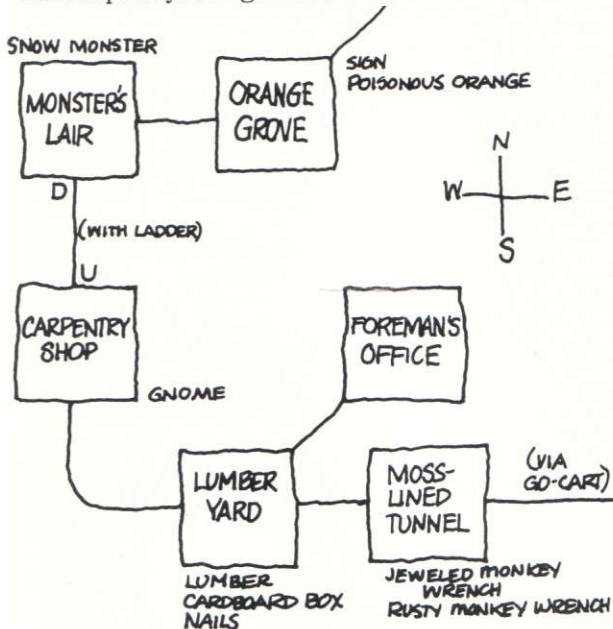 SNOW MONSTER
MONSTER'S
LAIR
ORANGE
GROVE
SIGN
POISONOUS ORANGE
N
W
E
S
D
(WITH LADDER)
U
CARPENTRY
SHOP
GNOME
FOREMAN'S
OFFICE
LUMBER
YARD
MOSS-
LINED
TUNNEL
(VIA
GO-CART)
LUMBER
CARDBOARD BOX
NAILS
JEWELED MONKEY
WRENCH
RUSTY MONKEY WRENCH